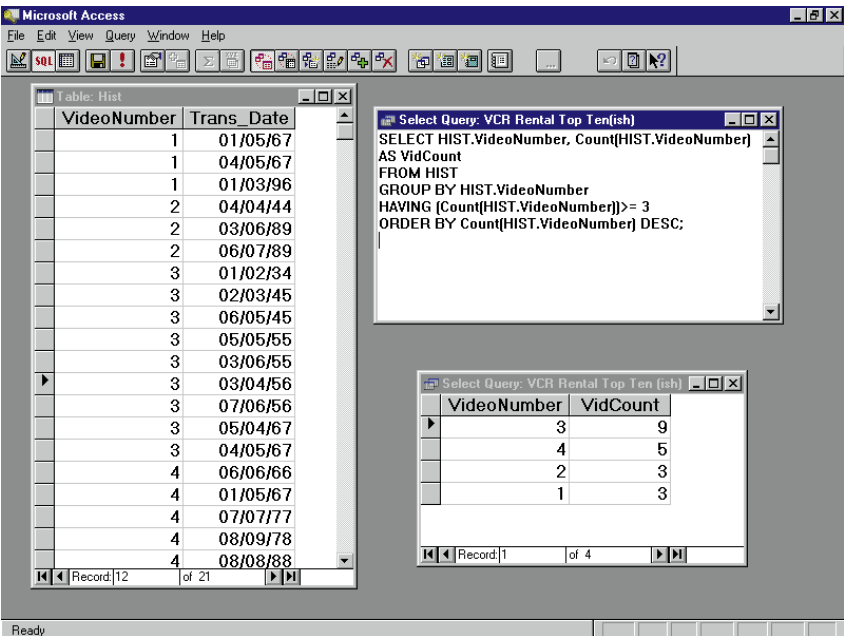 Microsoft Access
File Edit View Query Window Help
SQL
Table: Hist
VideoNumber Trans_Date
1 01/05/67
1 04/05/67
1 01/03/96
2 04/04/44
2 03/06/89
2 06/07/89
3 01/02/34
3 02/03/45
3 06/05/45
3 05/05/55
3 03/06/55
3 03/04/56
3 07/06/56
3 05/04/67
3 04/05/67
4 06/06/66
4 01/05/67
4 07/07/77
4 08/09/78
4 08/08/88
Record: 12 of 21
Select Query: VCR Rental Top Ten(ish)
SELECT HIST.VideoNumber, Count(HIST.VideoNumber)
AS VidCount
FROM HIST
GROUP BY HIST.VideoNumber
HAVING (Count(HIST.VideoNumber))>= 3
ORDER BY Count(HIST.VideoNumber) DESC;
Select Query: VCR Rental Top Ten (ish)
VideoNumber VidCount
3 9
4 5
2 3
1 3
Record: 1 of 4
Ready